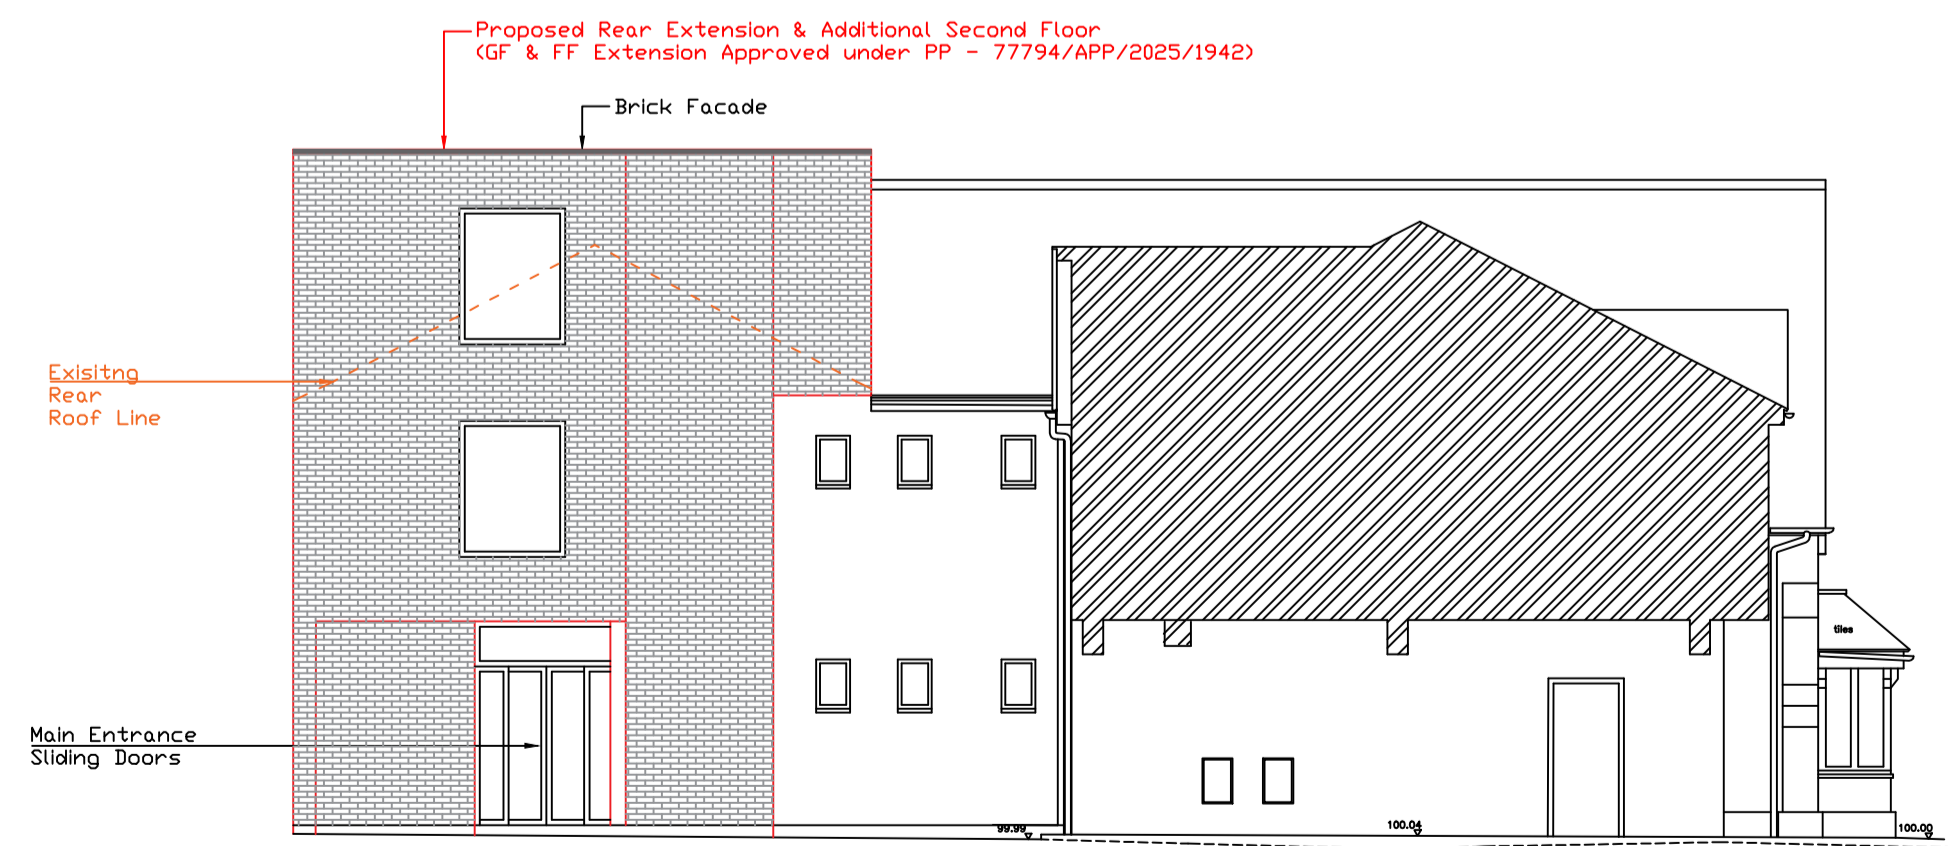 Proposed Rear Extension & Additional Second Floor
(GF & FF Extension Approved under PP - 77794/APP/2025/1942)
Brick Facade
Exisitng
Rear
Roof Line
tiles
Main Entrance
Sliding Doors
99.99
100.04
100.00